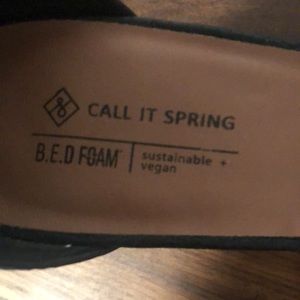 CALL IT SPRING
B.E.D FOAM™ sustainable +
vegan